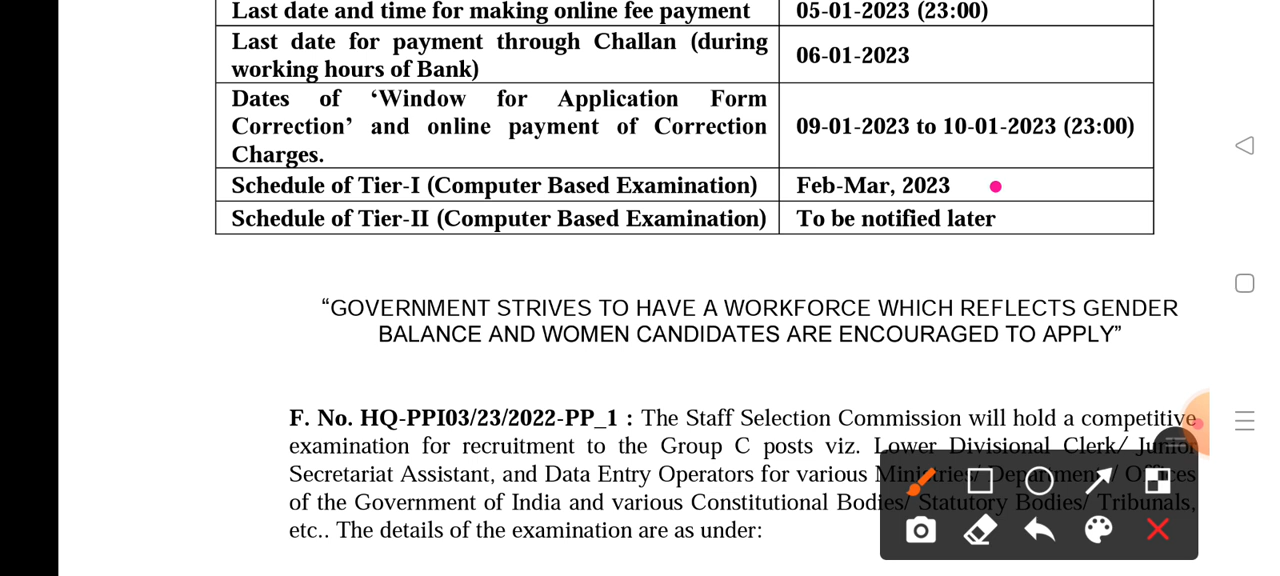 Last date and time for making online fee payment 05-01-2023 (23:00)
Last date for payment through Challan (during
working hours of Bank) 06-01-2023
Dates of ‘Window for Application Form
Correction’ and online payment of Correction
Charges. 09-01-2023 to 10-01-2023 (23:00)
Schedule of Tier-I (Computer Based Examination) Feb-Mar, 2023
Schedule of Tier-II (Computer Based Examination) To be notified later
“GOVERNMENT STRIVES TO HAVE A WORKFORCE WHICH REFLECTS GENDER
BALANCE AND WOMEN CANDIDATES ARE ENCOURAGED TO APPLY”
F. No. HQ-PPI03/23/2022-PP_1 : The Staff Selection Commission will hold a competitive
examination for recruitment to the Group C posts viz. Lower Divisional Clerk/ Junior
Secretariat Assistant, and Data Entry Operators for various Ministries/ Departments/ Offices
of the Government of India and various Constitutional Bodies/ Statutory Bodies/ Tribunals,
etc.. The details of the examination are as under: